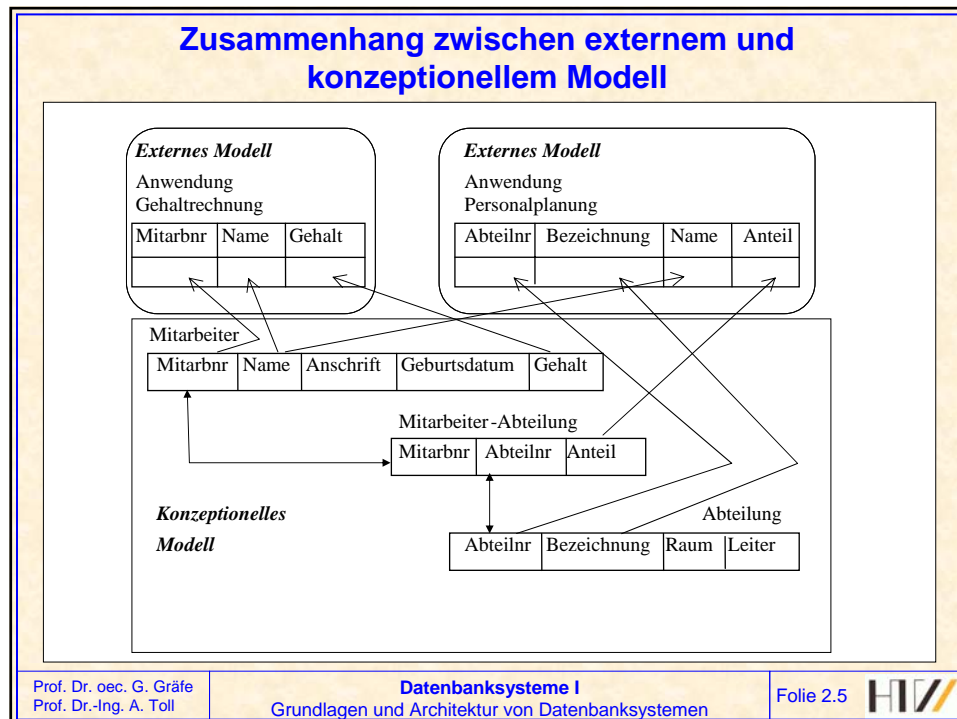 Zusammenhang zwischen externem und
konzeptionellem Modell
Externes Modell
Anwendung
Gehaltrechnung
Mitarbnr Name Gehalt
Externes Modell
Anwendung
Personalplanung
Abteilnr Bezeichnung Name Anteil
Mitarbeiter
Mitarbnr Name Anschrift Geburtsdatum Gehalt
Mitarbeiter-Abteilung
Mitarbnr Abteilnr Anteil
Konzeptionelles
Modell
Abteilung
Abteilnr Bezeichnung Raum Leiter
Prof. Dr. oec. G. Gräfe
Prof. Dr.-Ing. A. Toll
Datenbanksysteme I
Grundlagen und Architektur von Datenbanksystemen
Folie 2.5
HTW